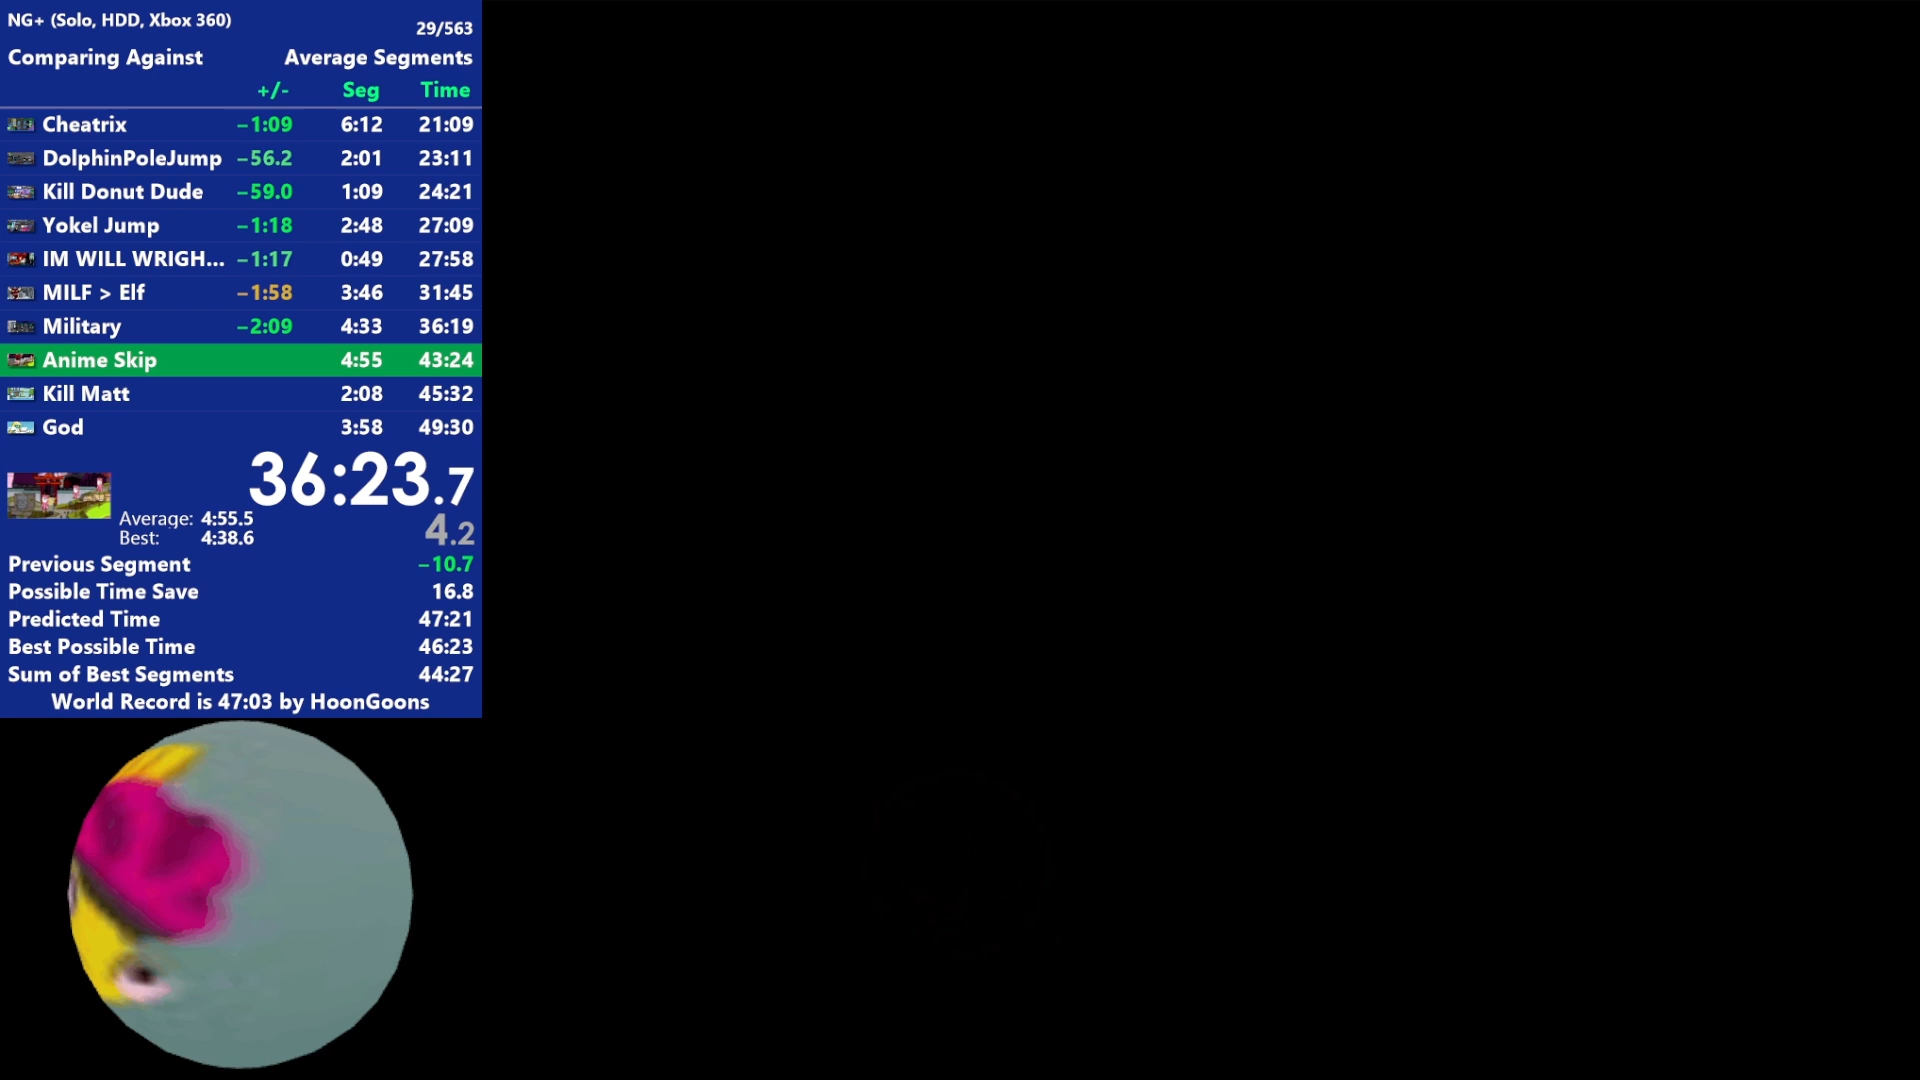 NG+ (Solo, HDD, Xbox 360)
29/563
Comparing Against Average Segments
+/- Seg Time
Cheatrix −1:09 6:12 21:09
DolphinPoleJump −56.2 2:01 23:11
Kill Donut Dude −59.0 1:09 24:21
Yokel Jump −1:18 2:48 27:09
IM WILL WRIGH... −1:17 0:49 27:58
MILF > Elf −1:58 3:46 31:45
Military −2:09 4:33 36:19
Anime Skip 4:55 43:24
Kill Matt 2:08 45:32
God 3:58 49:30
36:23.7
Average: 4:55.5
Best: 4:38.6
4.2
Previous Segment −10.7
Possible Time Save 16.8
Predicted Time 47:21
Best Possible Time 46:23
Sum of Best Segments 44:27
World Record is 47:03 by HoonGoons